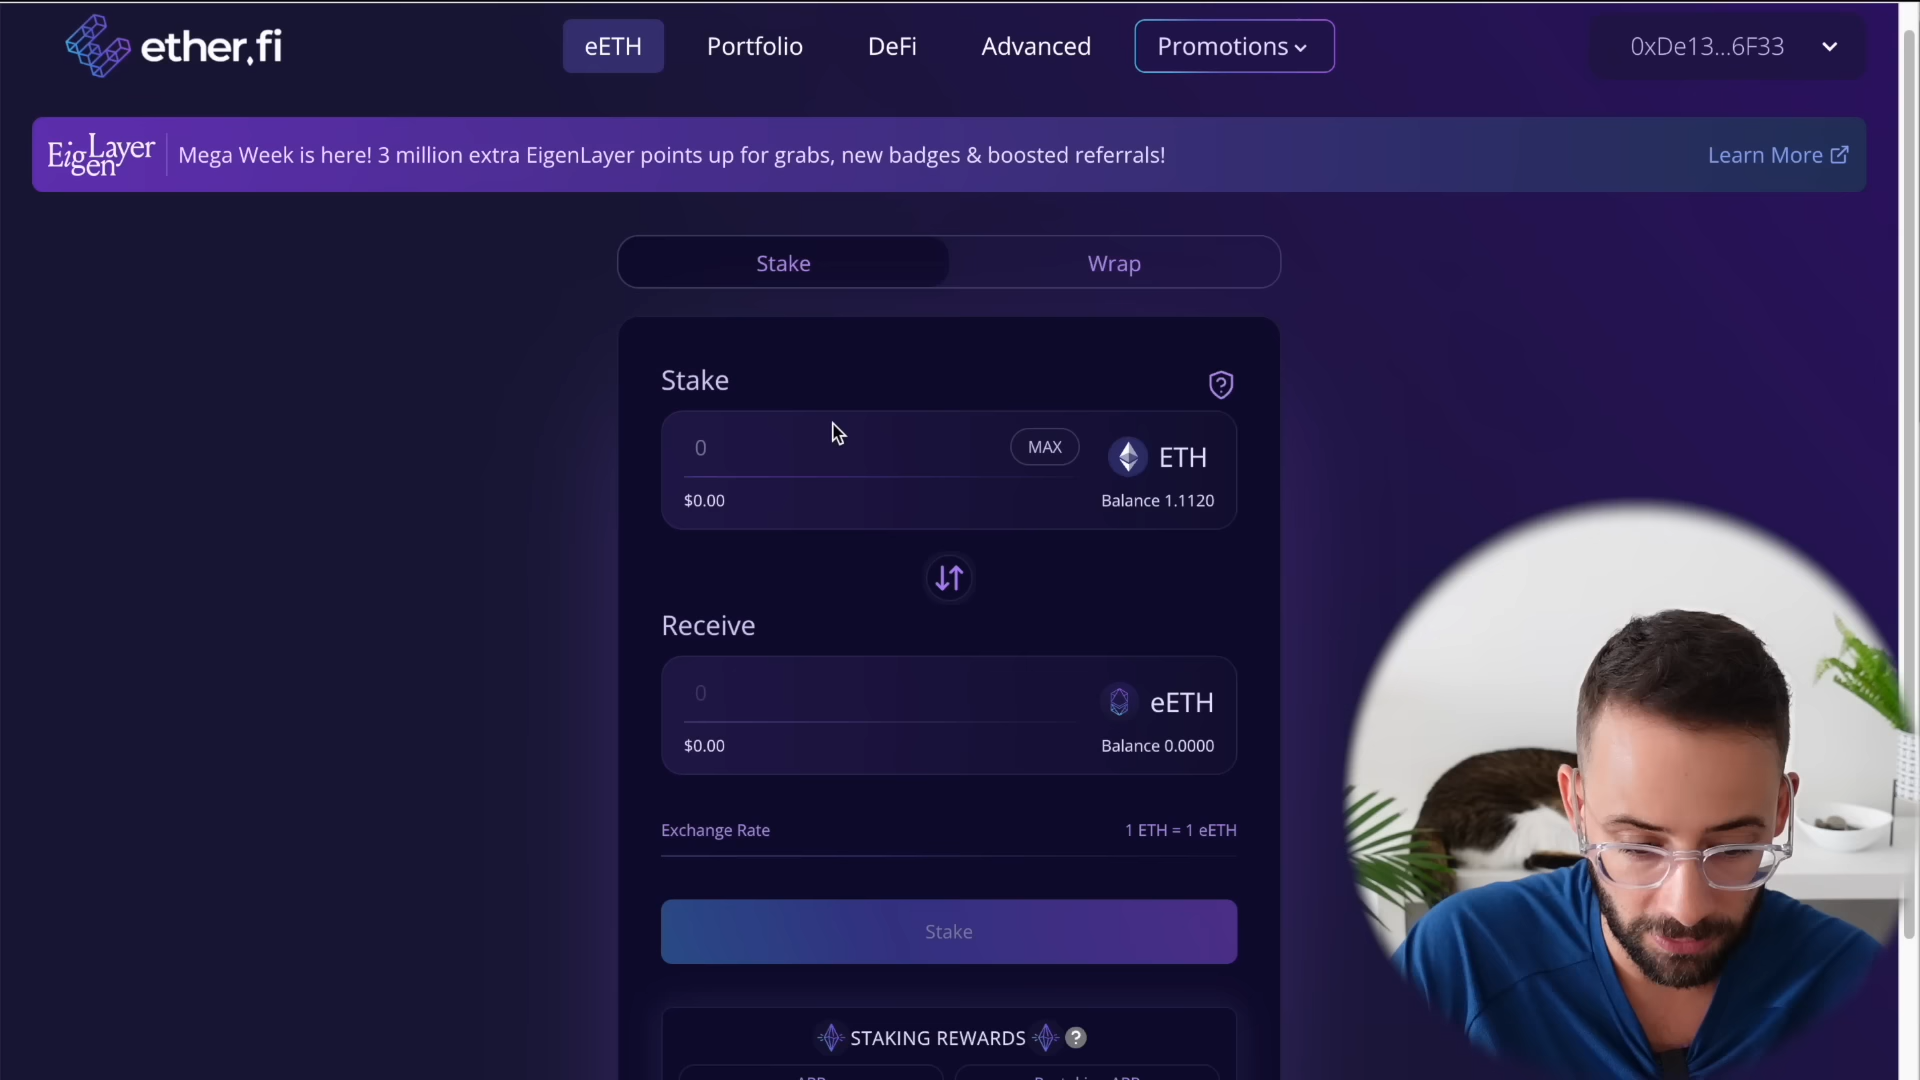 ether.fi
eETH
Portfolio
DeFi
Advanced
Promotions
0xDe13...6F33
EigenLayer
Mega Week is here! 3 million extra EigenLayer points up for grabs, new badges & boosted referrals!
Learn More
Stake
Wrap
Stake
0
MAX
ETH
$0.00
Balance 1.1120
Receive
0
eETH
$0.00
Balance 0.0000
Exchange Rate
1 ETH = 1 eETH
Stake
STAKING REWARDS